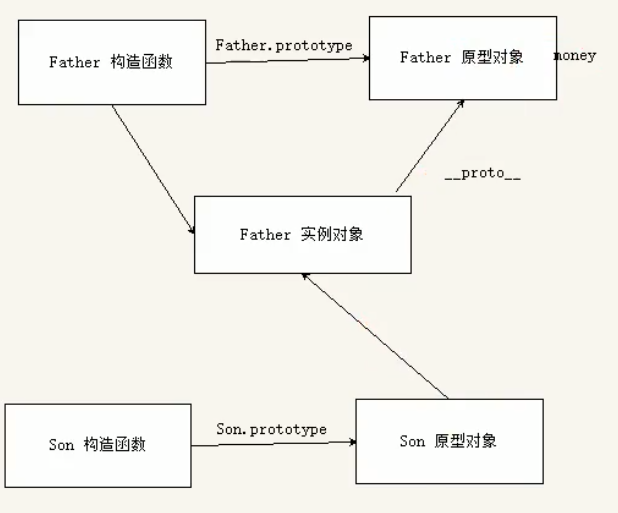 Father 构造函数
Father.prototype
Father 原型对象
money
__proto__
Father 实例对象
Son 构造函数
Son.prototype
Son 原型对象